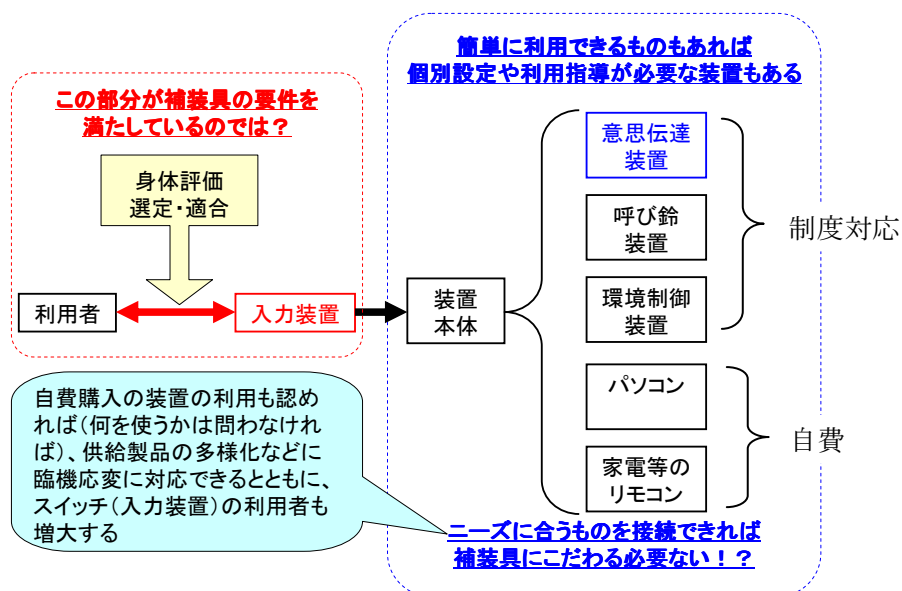 簡単に利用できるものもあれば
個別設定や利用指導が必要な装置もある
この部分が補装具の要件を
満たしているのでは？
身体評価
選定・適合
利用者
入力装置
装置
本体
意思伝達
装置
呼び鈴
装置
環境制御
装置
パソコン
家電等の
リモコン
制度対応
自費
自費購入の装置の利用も認め
れば（何を使うかは問わなけれ
ば）、供給製品の多様化などに
臨機応変に対応できるとともに、
スイッチ（入力装置）の利用者も
増大する
ニーズに合うものを接続できれば
補装具にこだわる必要ない！？